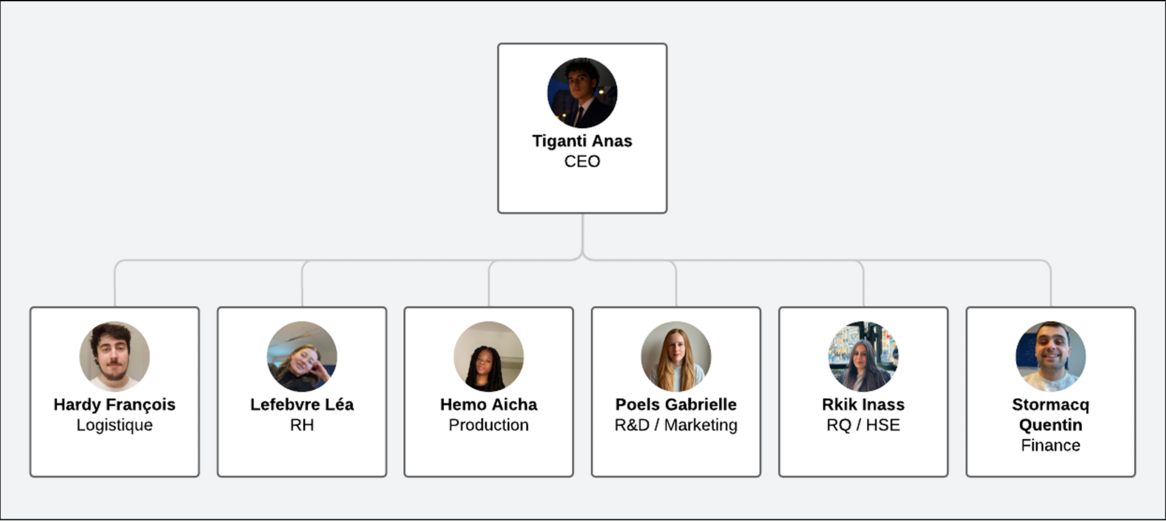 Tiganti Anas
CEO
Hardy François
Logistique
Lefebvre Léa
RH
Hemo Aicha
Production
Poels Gabrielle
R&D / Marketing
Rkik Inass
RQ / HSE
Stormacq
Quentin
Finance